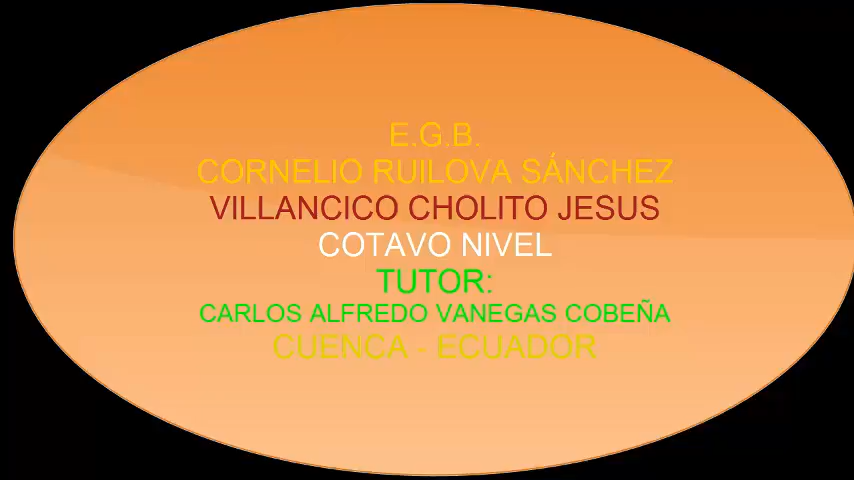 E.G.B.
CORNELIO RUILOVA SÁNCHEZ
VILLANCICO CHOLITO JESUS
COTAVO NIVEL
TUTOR:
CARLOS ALFREDO VANEGAS COBEÑA
CUENCA - ECUADOR